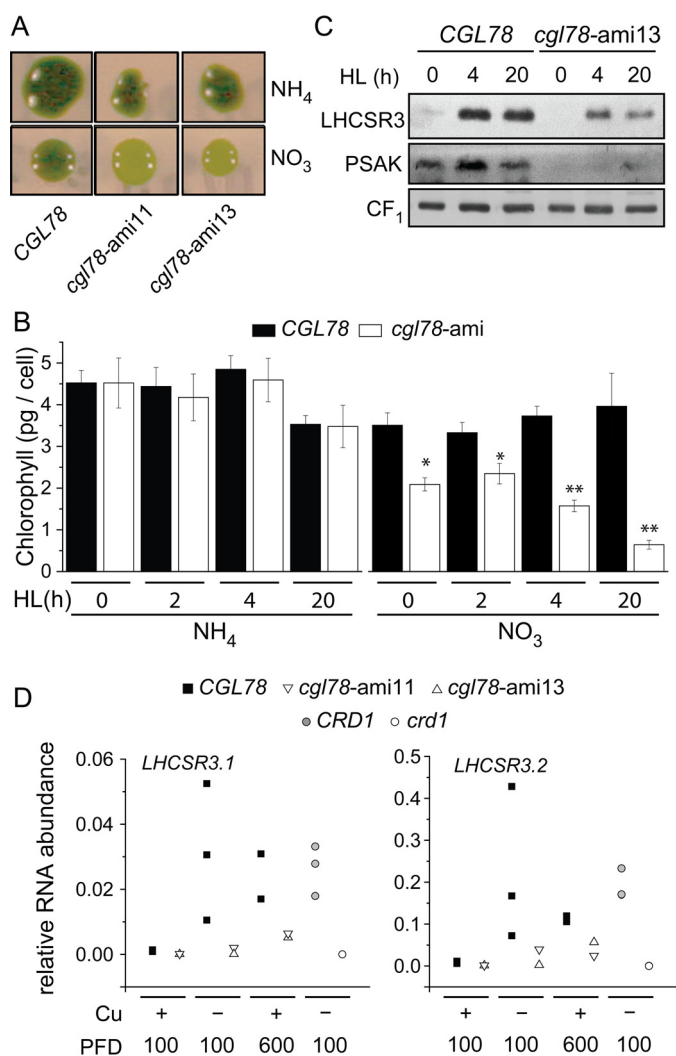 A
NH4
NO3
CGL78
cgl78-ami11
cgl78-ami13
C
CGL78 cgl78-ami13
HL (h) 0 4 20 0 4 20
LHCSR3
PSAK
CF1
B
CGL78 cgl78-ami
Chlorophyll (pg / cell)
5
4
3
2
1
0
* * ** **
HL(h) 0 2 4 20 0 2 4 20
NH4 NO3
D
CGL78 cgl78-ami11 cgl78-ami13
CRD1 crd1
relative RNA abundance
LHCSR3.1
0.06
0.04
0.02
0.00
LHCSR3.2
0.5
0.4
0.3
0.2
0.1
0.0
Cu + − + − + − + −
PFD 100 100 600 100 100 100 600 100